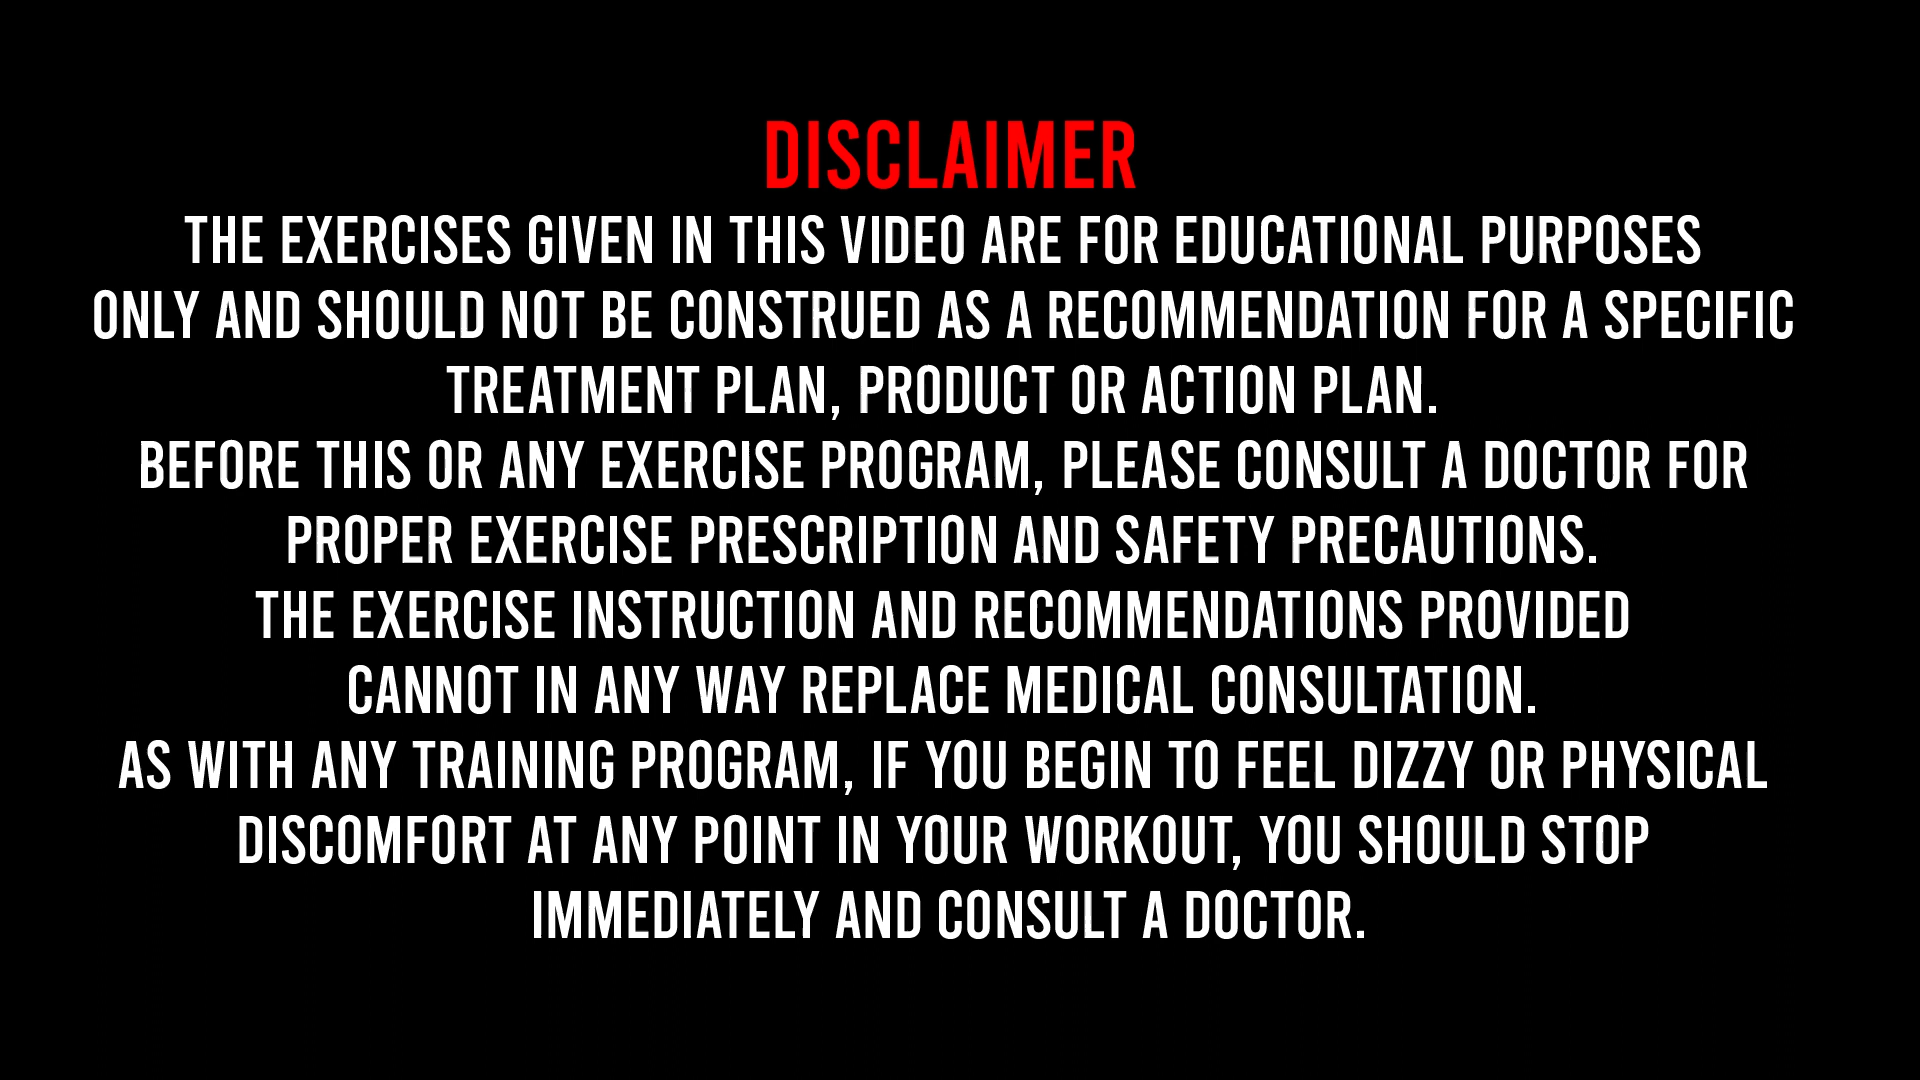 DISCLAIMER
THE EXERCISES GIVEN IN THIS VIDEO ARE FOR EDUCATIONAL PURPOSES
ONLY AND SHOULD NOT BE CONSTRUED AS A RECOMMENDATION FOR A SPECIFIC
TREATMENT PLAN, PRODUCT OR ACTION PLAN.
BEFORE THIS OR ANY EXERCISE PROGRAM, PLEASE CONSULT A DOCTOR FOR
PROPER EXERCISE PRESCRIPTION AND SAFETY PRECAUTIONS.
THE EXERCISE INSTRUCTION AND RECOMMENDATIONS PROVIDED
CANNOT IN ANY WAY REPLACE MEDICAL CONSULTATION.
AS WITH ANY TRAINING PROGRAM, IF YOU BEGIN TO FEEL DIZZY OR PHYSICAL
DISCOMFORT AT ANY POINT IN YOUR WORKOUT, YOU SHOULD STOP
IMMEDIATELY AND CONSULT A DOCTOR.